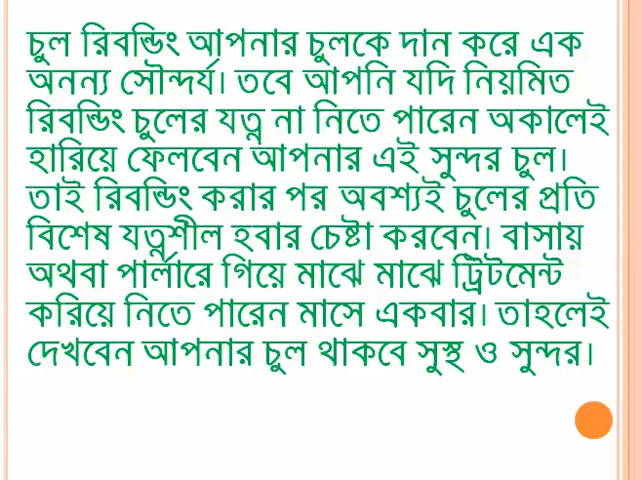 চুল রিবন্ডিং আপনার চুলকে দান করে এক
অনন্য সৌন্দর্য। তবে আপনি যদি নিয়মিত
রিবন্ডিং চুলের যত্ন না নিতে পারেন অকালেই
হারিয়ে ফেলবেন আপনার এই সুন্দর চুল।
তাই রিবন্ডিং করার পর অবশ্যই চুলের প্রতি
বিশেষ যত্নশীল হবার চেষ্টা করবেন। বাসায়
অথবা পার্লারে গিয়ে মাঝে মাঝে ট্রিটমেন্ট
করিয়ে নিতে পারেন মাসে একবার। তাহলেই
দেখবেন আপনার চুল থাকবে সুস্থ ও সুন্দর।